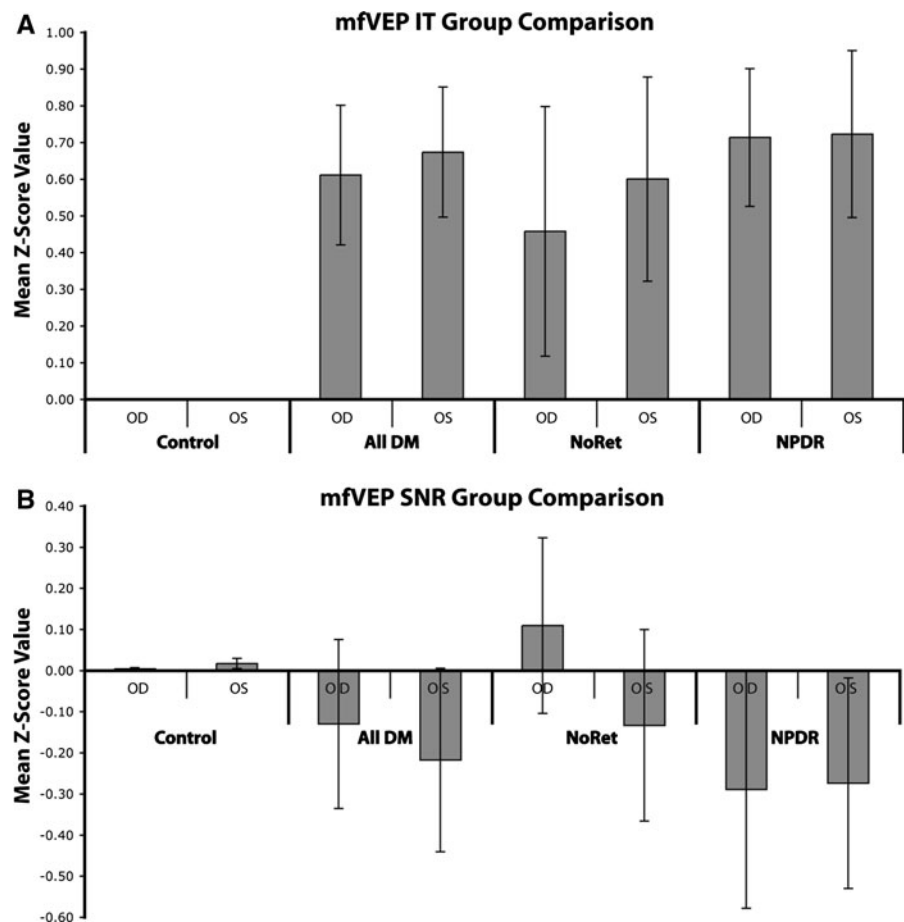 A
mfVEP IT Group Comparison
Mean Z-Score Value
1.00
0.90
0.80
0.70
0.60
0.50
0.40
0.30
0.20
0.10
0.00
OD OS OD OS OD OS OD OS
Control All DM NoRet NPDR
B
mfVEP SNR Group Comparison
Mean Z-Score Value
0.40
0.30
0.20
0.10
0.00
-0.10
-0.20
-0.30
-0.40
-0.50
-0.60
OD OS OD OS OD OS OD OS
Control All DM NoRet NPDR